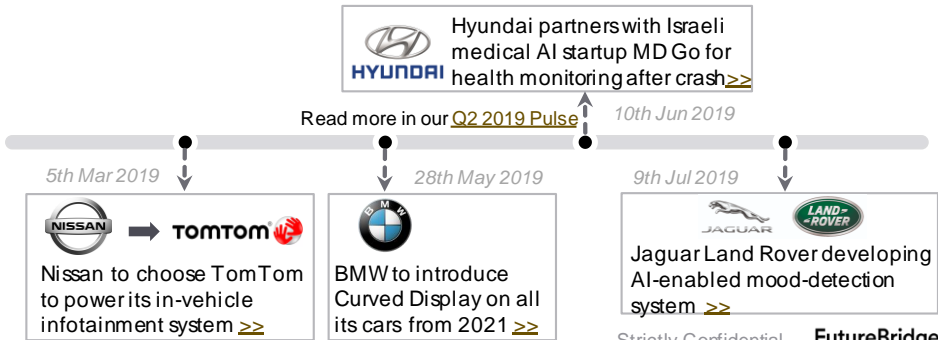 Hyundai partners with Israeli
medical AI startup MD Go for
health monitoring after crash>>
HYUNDAI
Read more in our Q2 2019 Pulse
10th Jun 2019
5th Mar 2019
28th May 2019
9th Jul 2019
NISSAN
TOMTOM
Nissan to choose TomTom
to power its in-vehicle
infotainment system >>
BMW
BMW to introduce
Curved Display on all
its cars from 2021 >>
JAGUAR
LAND-
ROVER
Jaguar Land Rover developing
AI-enabled mood-detection
system >>
Strictly Confidential
FutureBridge